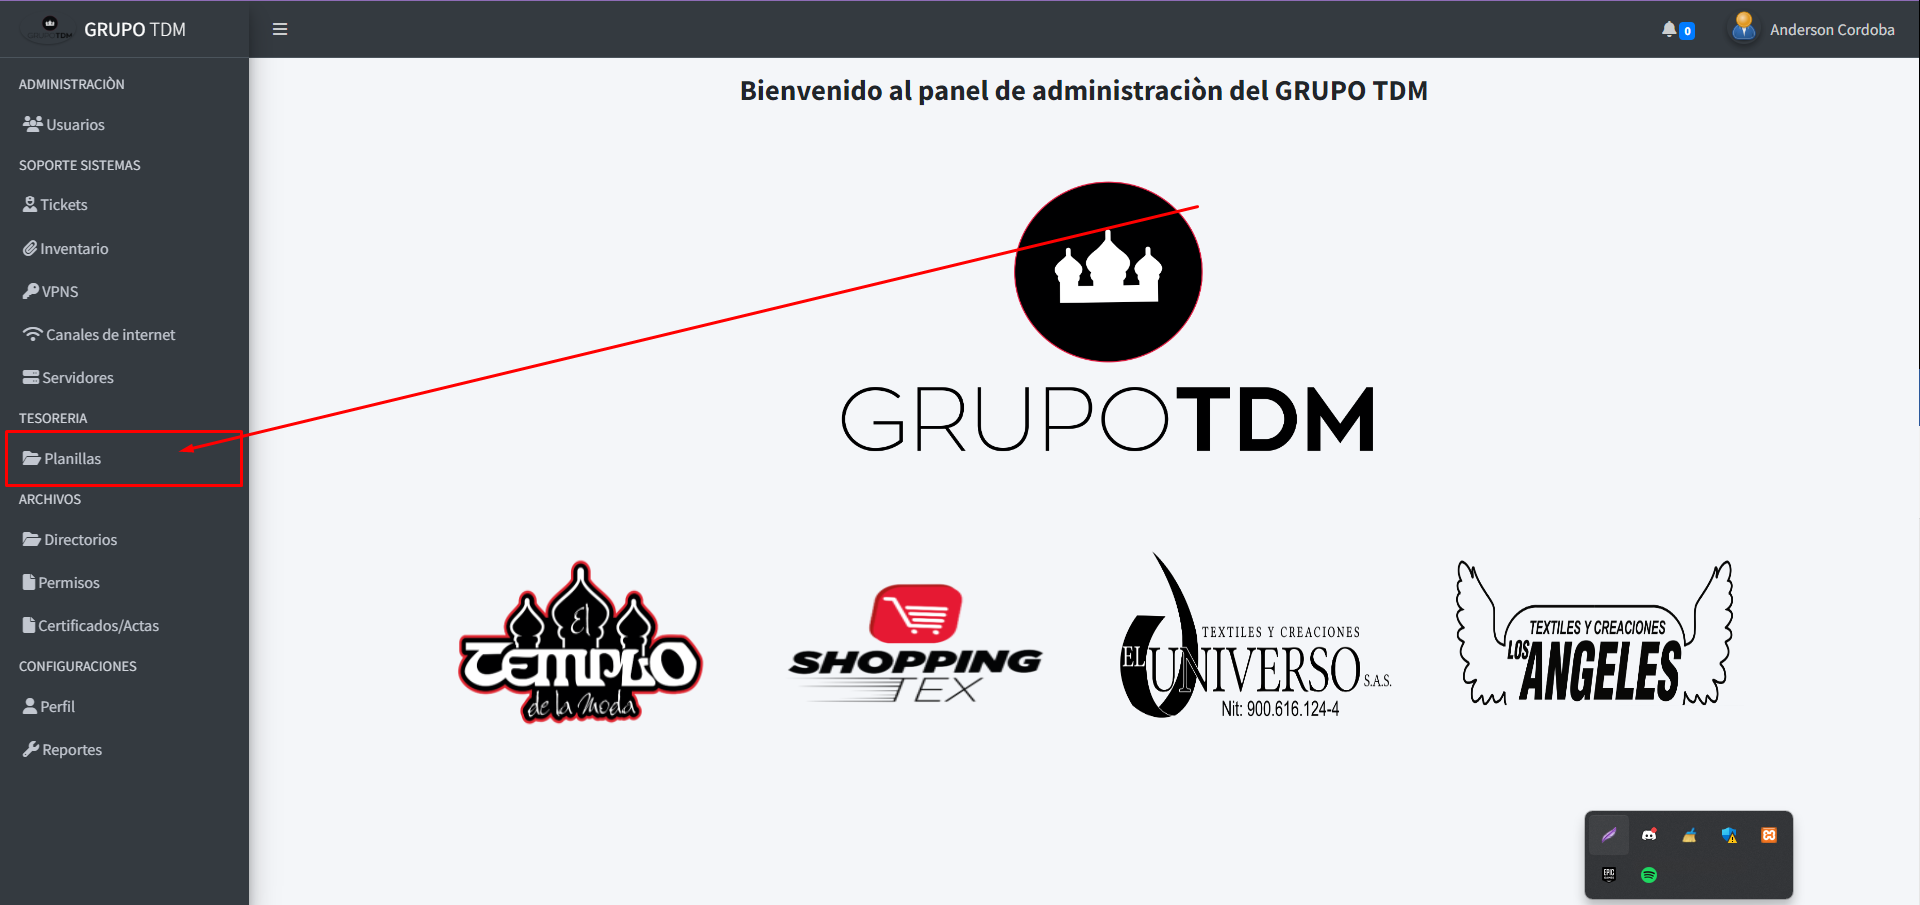 GRUPO TDM
0
Anderson Cordoba
ADMINISTRACIÒN
Usuarios
SOPORTE SISTEMAS
Tickets
Inventario
VPNS
Canales de internet
Servidores
TESORERIA
Planillas
ARCHIVOS
Directorios
Permisos
Certificados/Actas
CONFIGURACIONES
Perfil
Reportes
Bienvenido al panel de administraciòn del GRUPO TDM
GRUPOTDM
El
TEMPLO
de la Moda
SHOPPING
TEX
TEXTILES Y CREACIONES
EL UNIVERSO S.A.S.
Nit: 900.616.124-4
TEXTILES Y CREACIONES
LOS ANGELES
EPIC